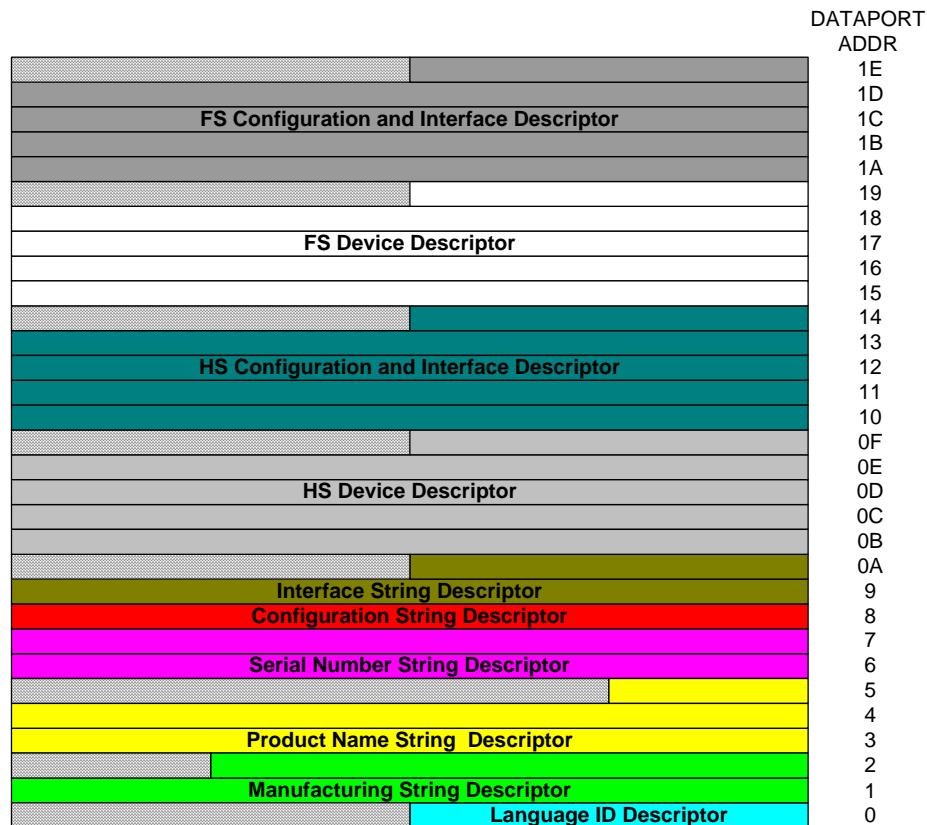 DATAPORT
ADDR
1E
1D
FS Configuration and Interface Descriptor 1C
1B
1A
19
18
FS Device Descriptor 17
16
15
14
13
HS Configuration and Interface Descriptor 12
11
10
0F
0E
HS Device Descriptor 0D
0C
0B
0A
Interface String Descriptor 9
Configuration String Descriptor 8
7
Serial Number String Descriptor 6
5
4
Product Name String Descriptor 3
2
Manufacturing String Descriptor 1
Language ID Descriptor 0